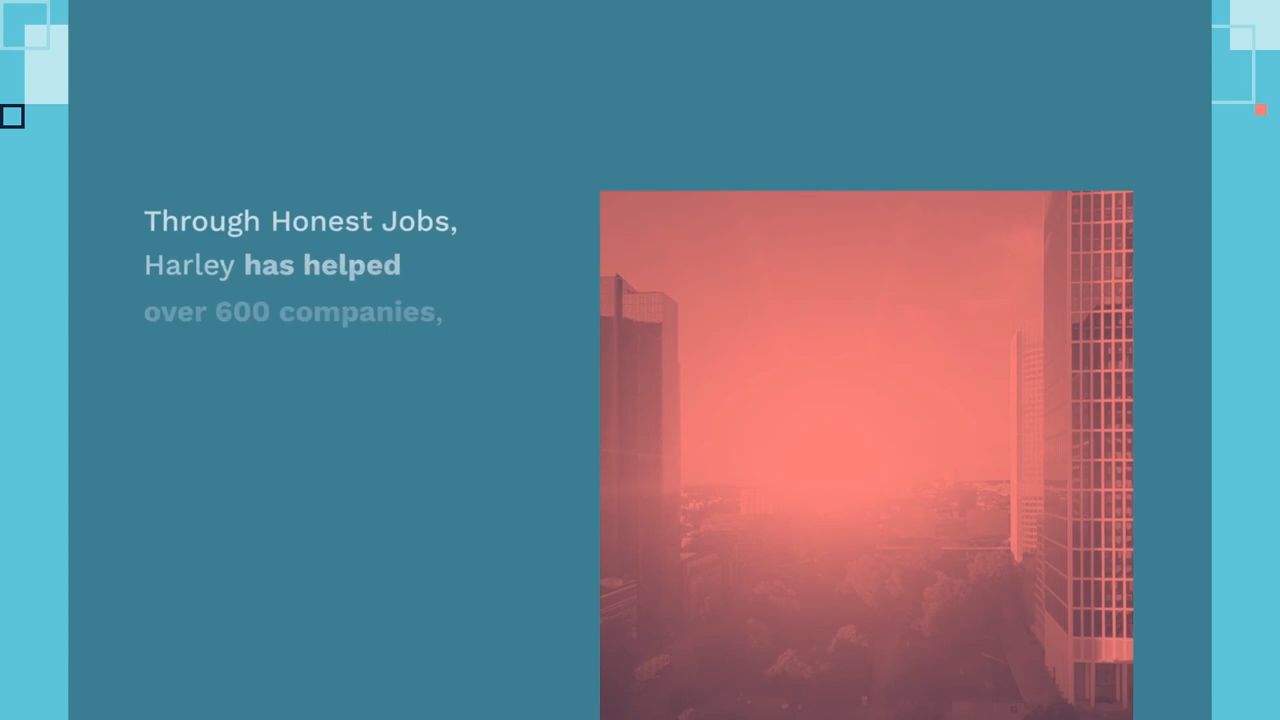 Through Honest Jobs,
Harley has helped
over 600 companies,